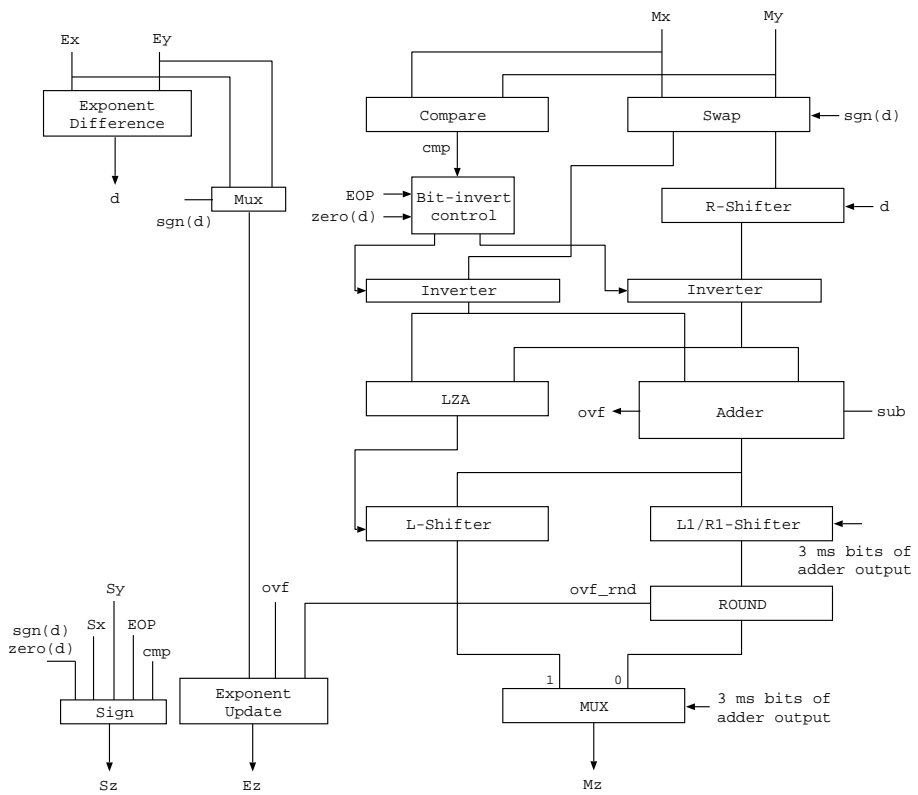 Mx
My
Ex
Ey
Exponent
Difference
Compare
Swap
sgn(d)
cmp
d
Mux
sgn(d)
EOP
zero(d)
Bit-invert
control
R-Shifter
d
Inverter
Inverter
LZA
ovf
Adder
sub
L-Shifter
L1/R1-Shifter
3 ms bits of
adder output
ovf_rnd
ROUND
ovf
Sy
Sx
EOP
sgn(d)
zero(d)
cmp
1
0
Sign
Exponent
Update
MUX
3 ms bits of
adder output
Sz
Ez
Mz